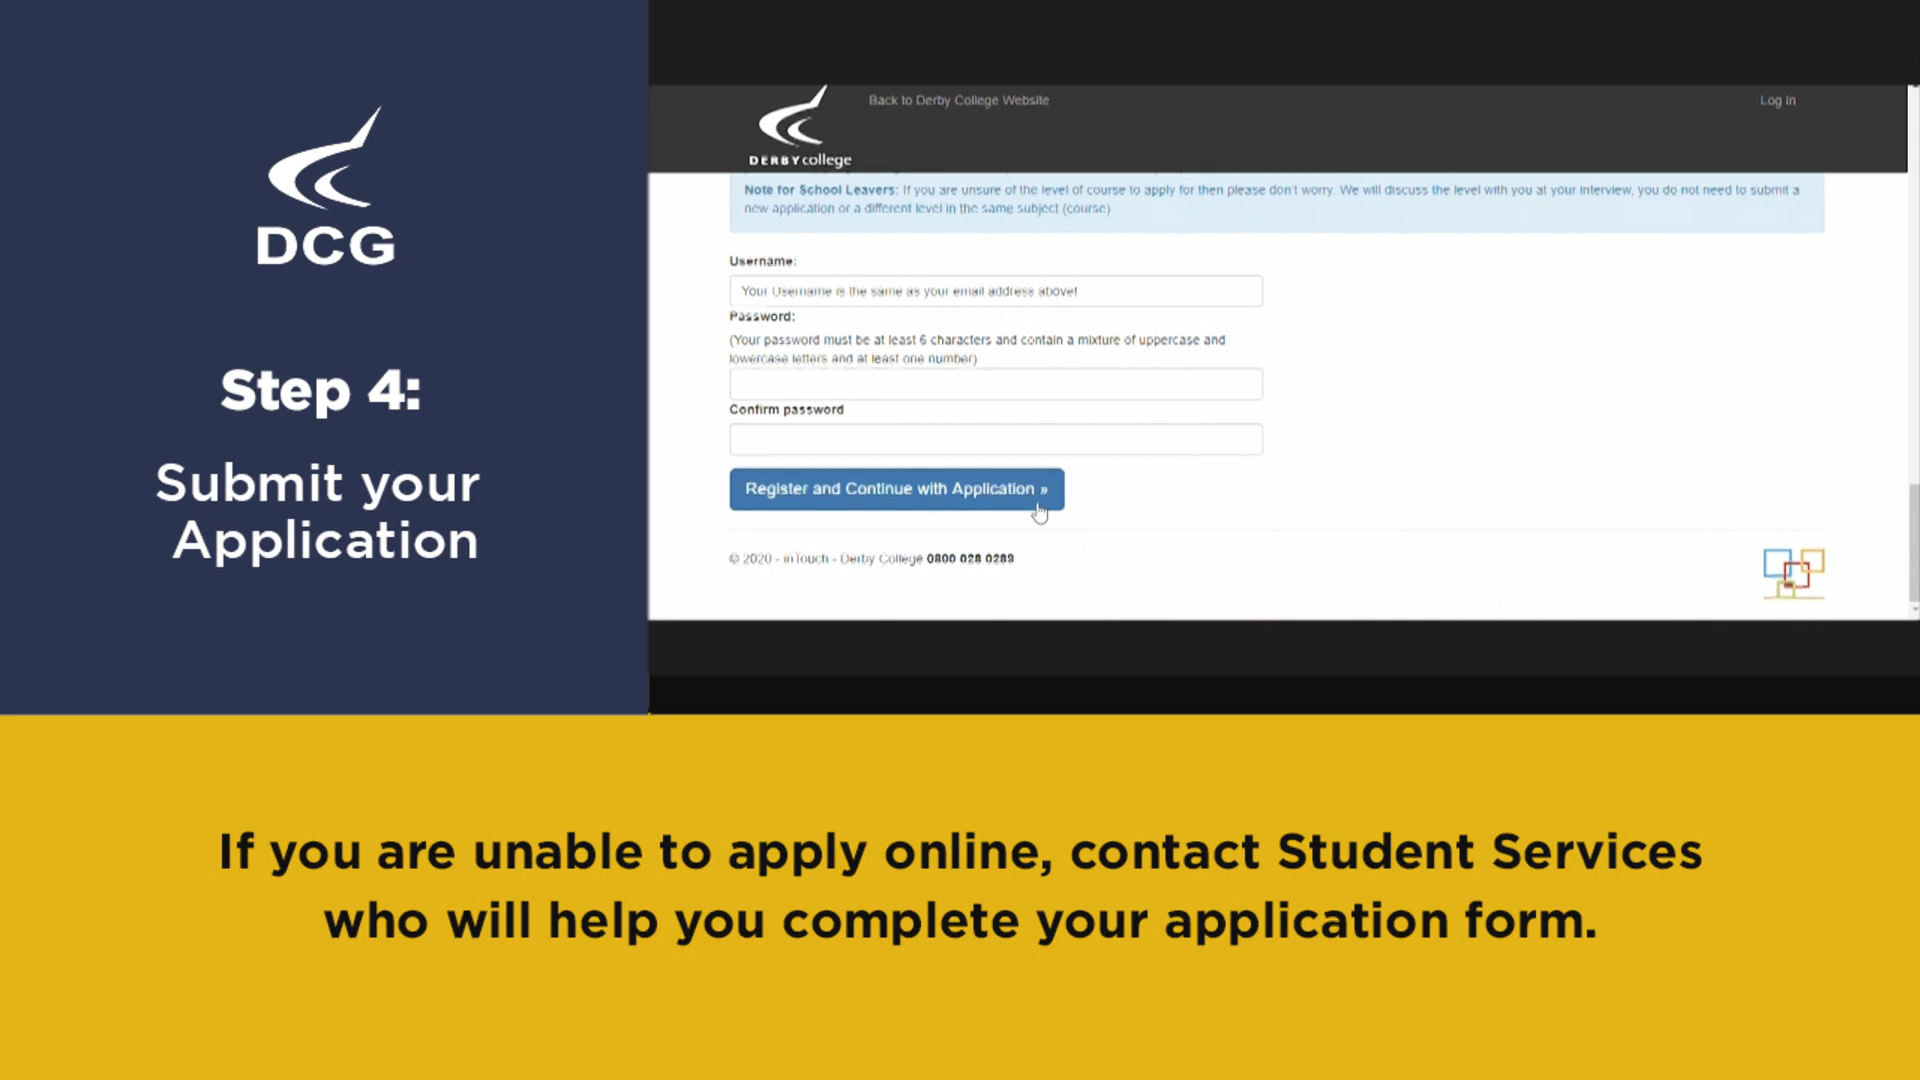 DCG
Step 4:
Submit your
Application
DERBYcollege
Back to Derby College Website
Log in
Note for School Leavers: If you are unsure of the level of course to apply for then please don't worry. We will discuss the level with you at your interview, you do not need to submit a
new application or a different level in the same subject (course).
Username:
Your Username is the same as your email address above!
Password:
(Your password must be at least 6 characters and contain a mixture of uppercase and
lowercase letters and at least one number)
Confirm password
Register and Continue with Application »
© 2020 - inTouch - Derby College 0800 028 0289
If you are unable to apply online, contact Student Services
who will help you complete your application form.